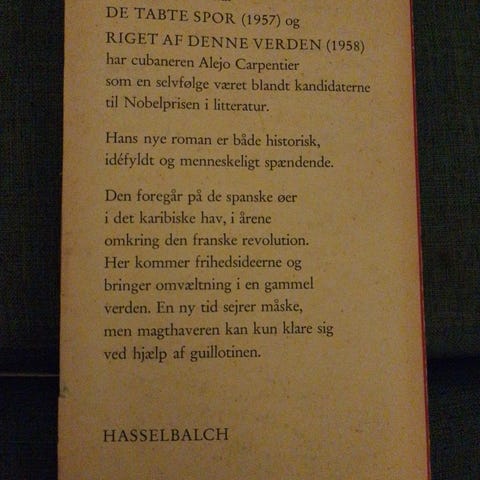 DE TABTE SPOR (1957) og
RIGET AF DENNE VERDEN (1958)
har cubaneren Alejo Carpentier
som en selvfølge været blandt kandidaterne
til Nobelprisen i litteratur.
Hans nye roman er både historisk,
idéfyldt og menneskeligt spændende.
Den foregår på de spanske øer
i det karibiske hav, i årene
omkring den franske revolution.
Her kommer frihedsideerne og
bringer omvæltning i en gammel
verden. En ny tid sejrer måske,
men magthaveren kan kun klare sig
ved hjælp af guillotinen.
HASSELBALCH